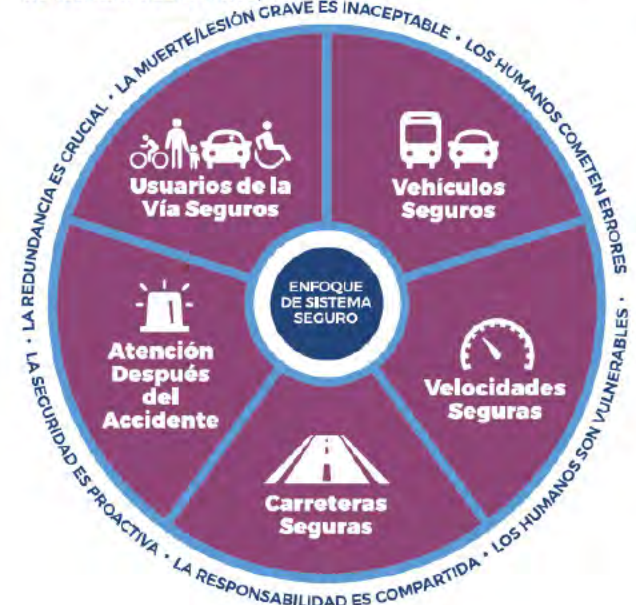 LA MUERTE/LESIÓN GRAVE ES INACEPTABLE · LOS HUMANOS COMETEN ERRORES · LOS HUMANOS SON VULNERABLES · LA RESPONSABILIDAD ES COMPARTIDA · LA SEGURIDAD ES PROACTIVA · LA REDUNDANCIA ES CRUCIAL ·
Usuarios de la
Vía Seguros
Vehículos
Seguros
ENFOQUE
DE SISTEMA
SEGURO
Atención
Después
del
Accidente
Velocidades
Seguras
Carreteras
Seguras